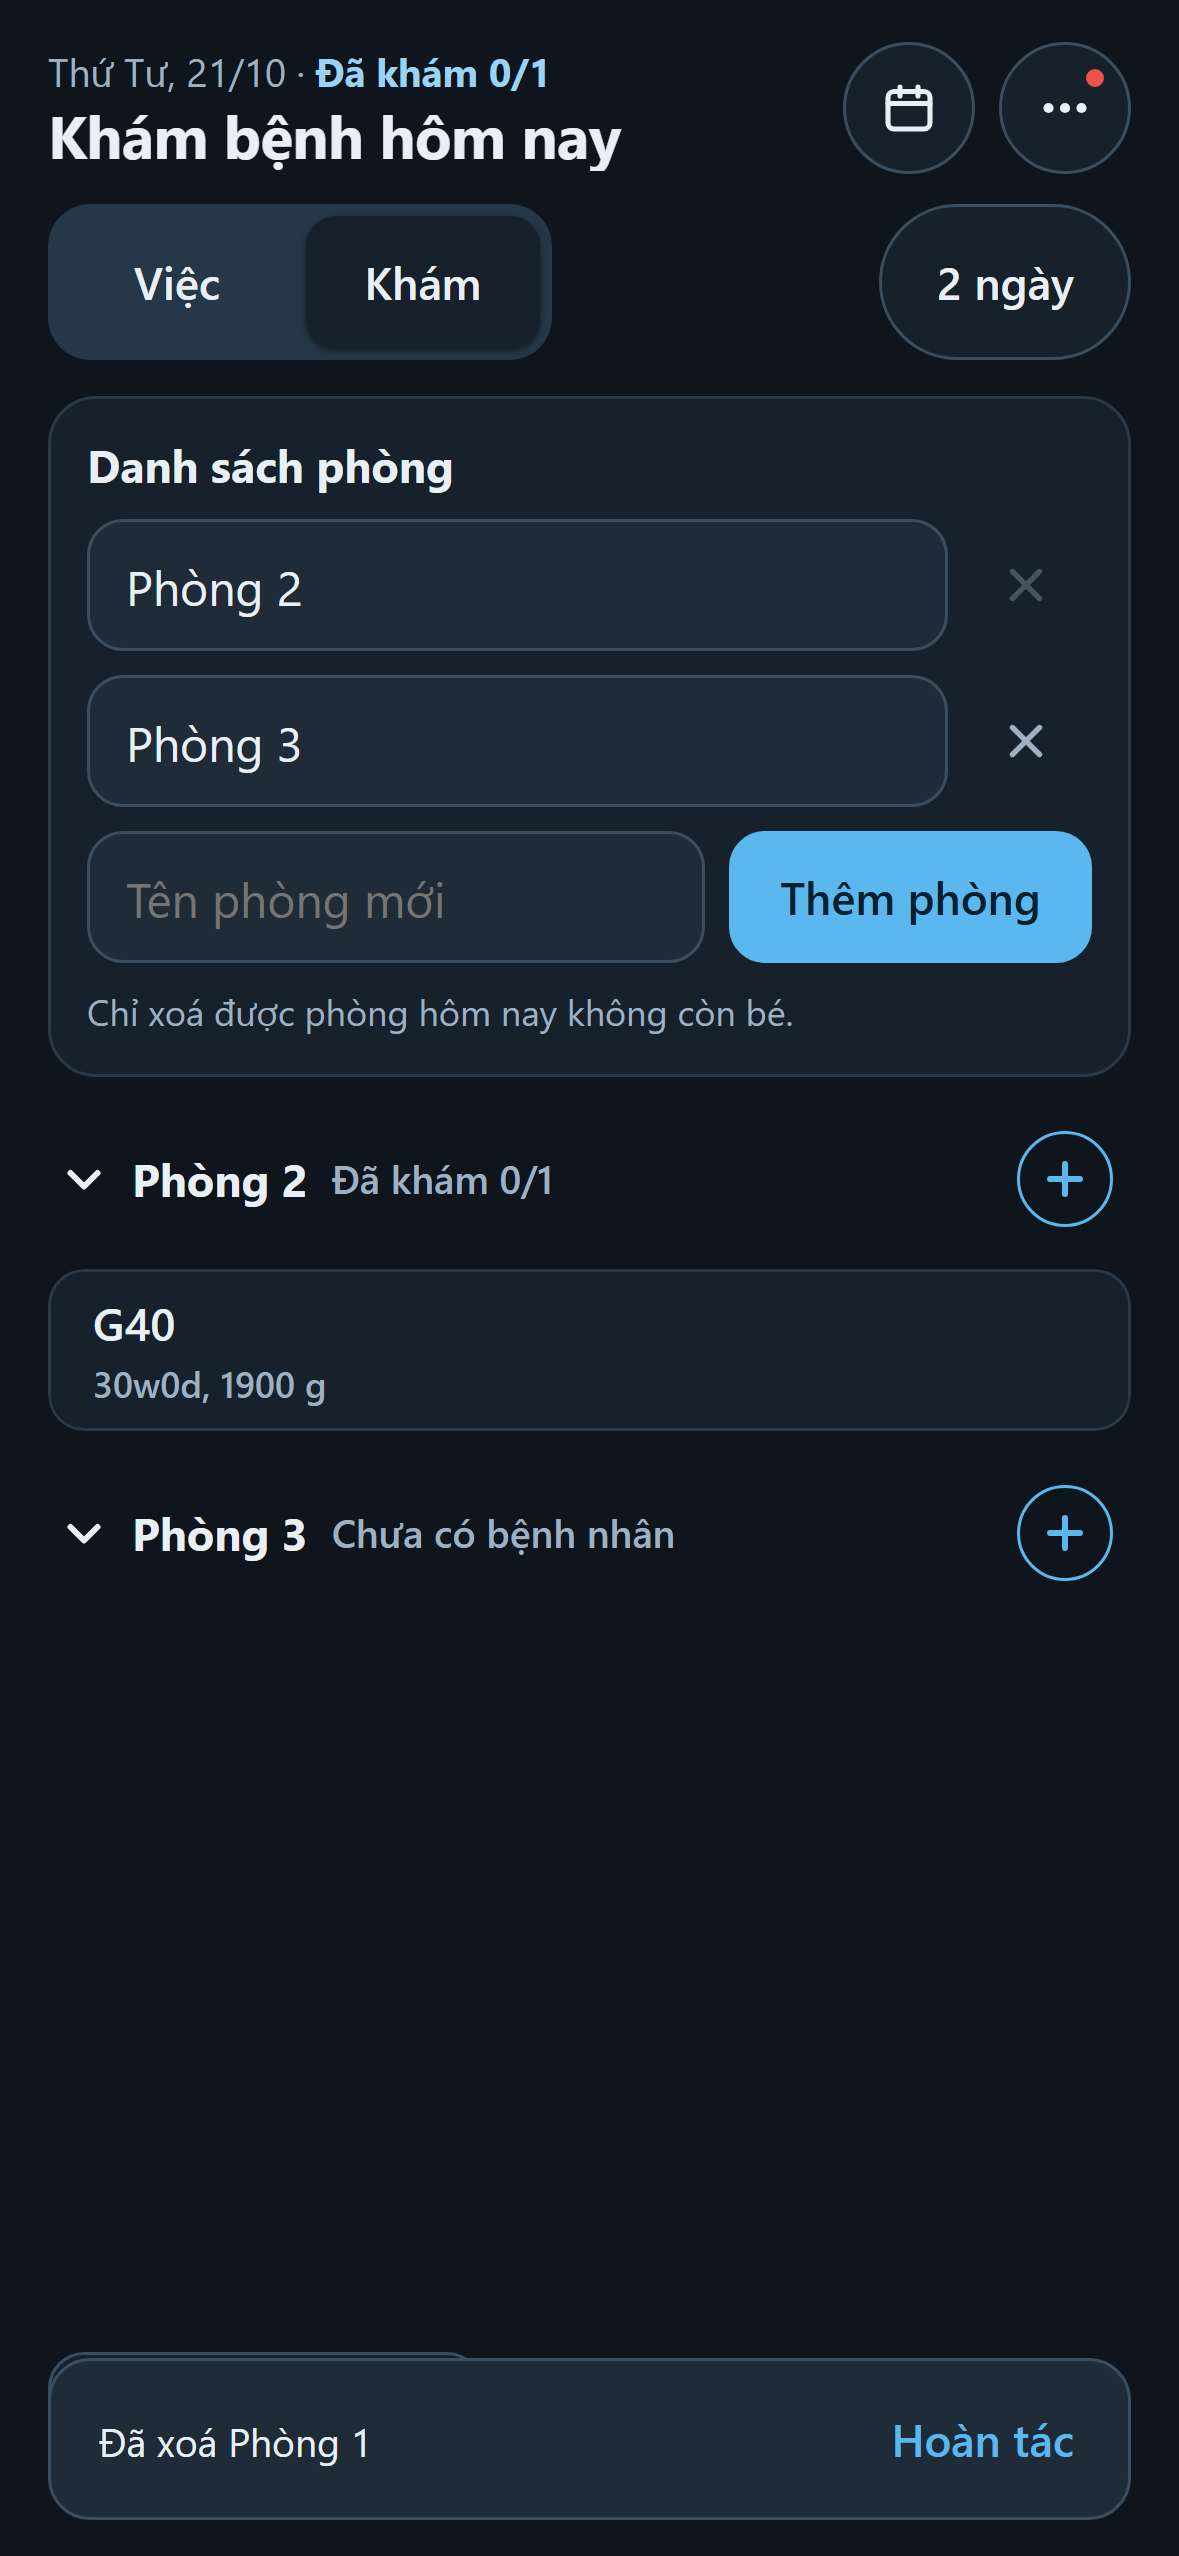 Thứ Tư, 21/10 · Đã khám 0/1
Khám bệnh hôm nay
Việc
Khám
2 ngày
Danh sách phòng
Phòng 2
Phòng 3
Tên phòng mới
Thêm phòng
Chỉ xoá được phòng hôm nay không còn bé.
Phòng 2 Đã khám 0/1
G40
30w0d, 1900 g
Phòng 3 Chưa có bệnh nhân
Đã xoá Phòng 1
Hoàn tác